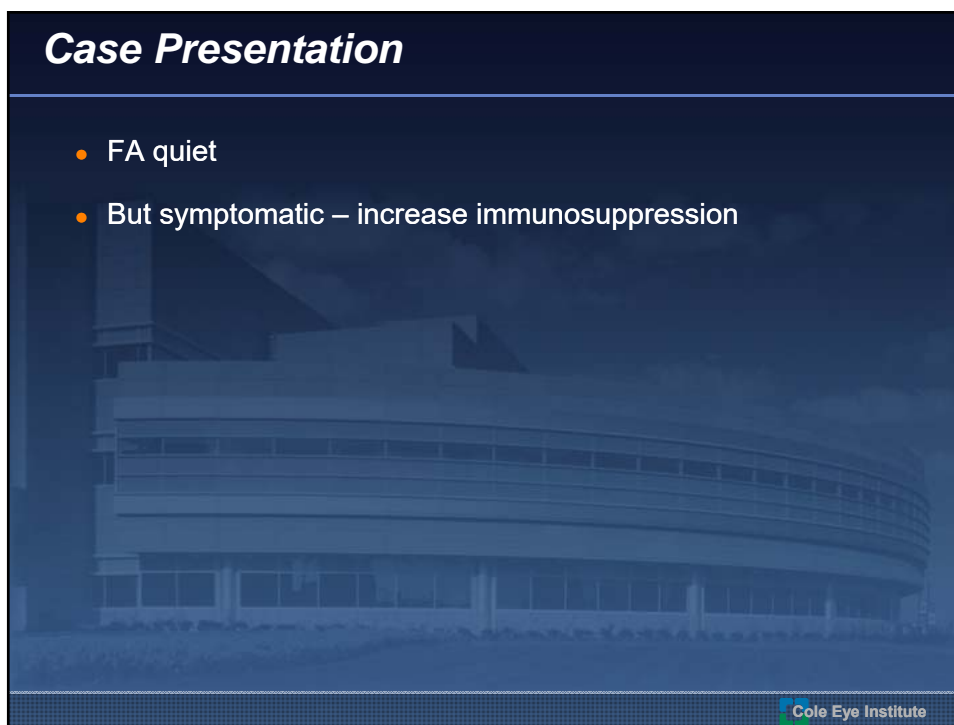 Case Presentation
• FA quiet
• But symptomatic – increase immunosuppression
Cole Eye Institute